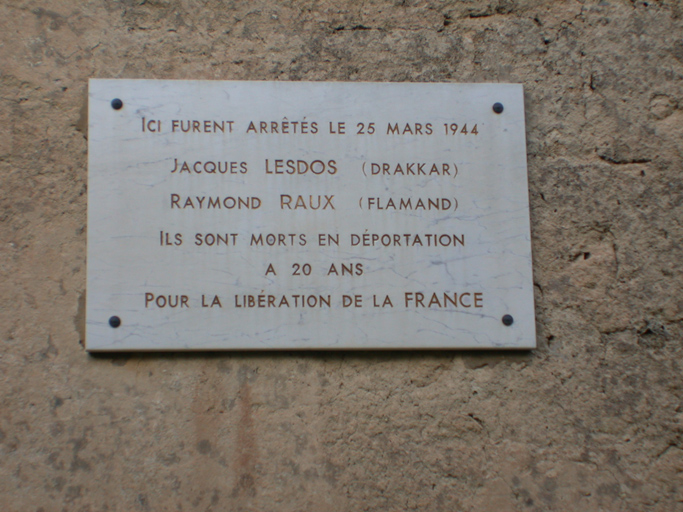 ICI FURENT ARRÊTÉS LE 25 MARS 1944
JACQUES LESDOS (DRAKKAR)
RAYMOND RAUX (FLAMAND)
ILS SONT MORTS EN DÉPORTATION
A 20 ANS
POUR LA LIBÉRATION DE LA FRANCE